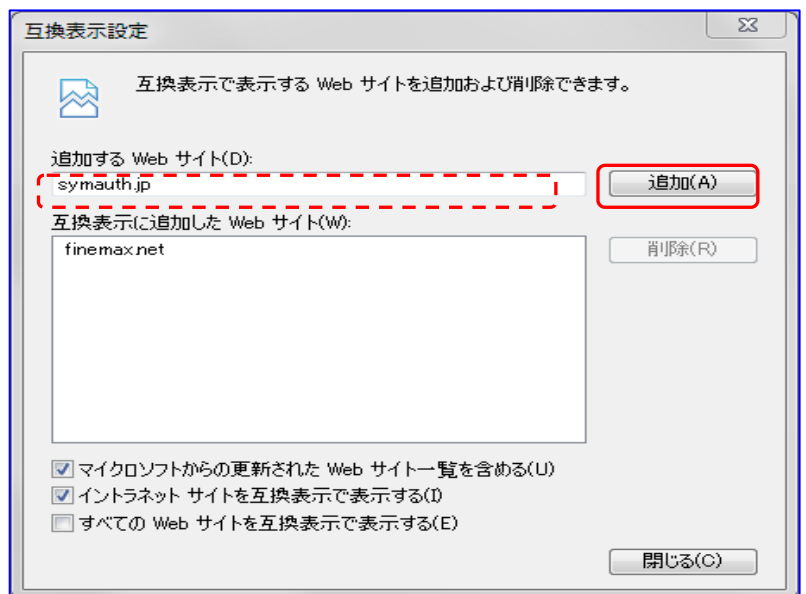 互換表示設定
互換表示で表示する Web サイトを追加および削除できます。
追加する Web サイト(D):
symauth.jp
追加(A)
互換表示に追加した Web サイト(W):
finemax.net
削除(R)
マイクロソフトからの更新された Web サイト一覧を含める(U)
イントラネット サイトを互換表示で表示する(I)
すべての Web サイトを互換表示で表示する(E)
閉じる(C)